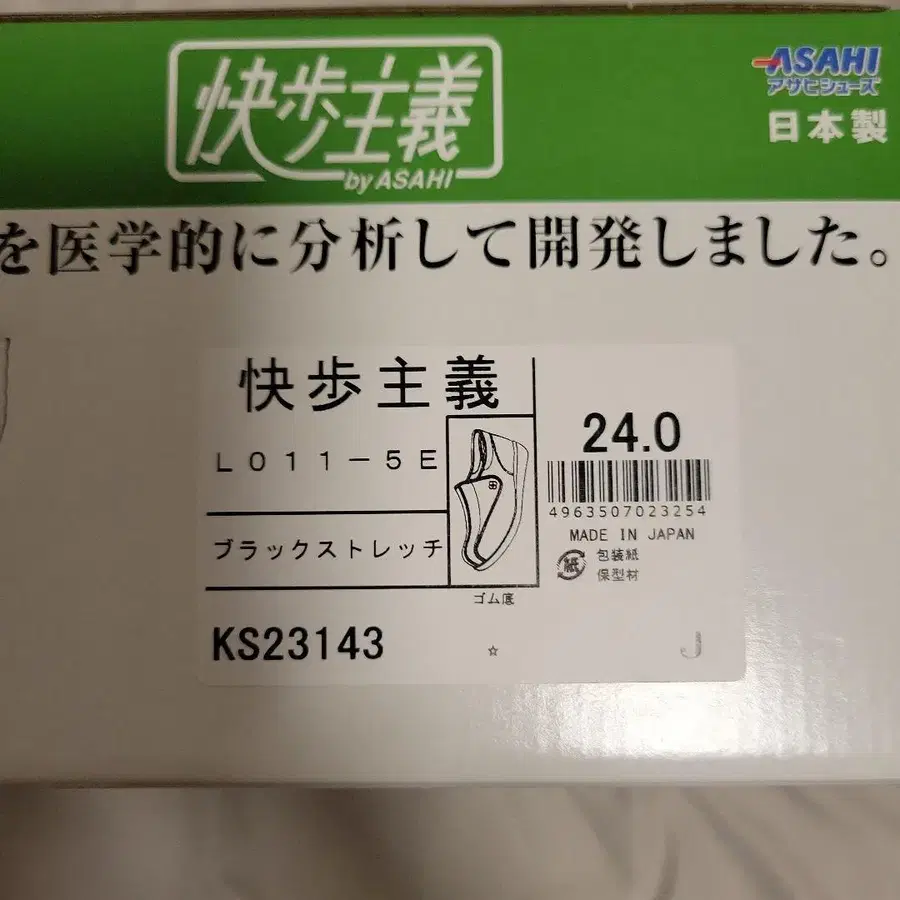 快歩主義
by ASAHI
ASAHI
アサヒシューズ
日本製
を医学的に分析して開発しました。
快歩主義
L011-5E
ブラックストレッチ
KS23143
ゴム底
☆
24.0
4963507023254
MADE IN JAPAN
紙
包装紙
保型材
J